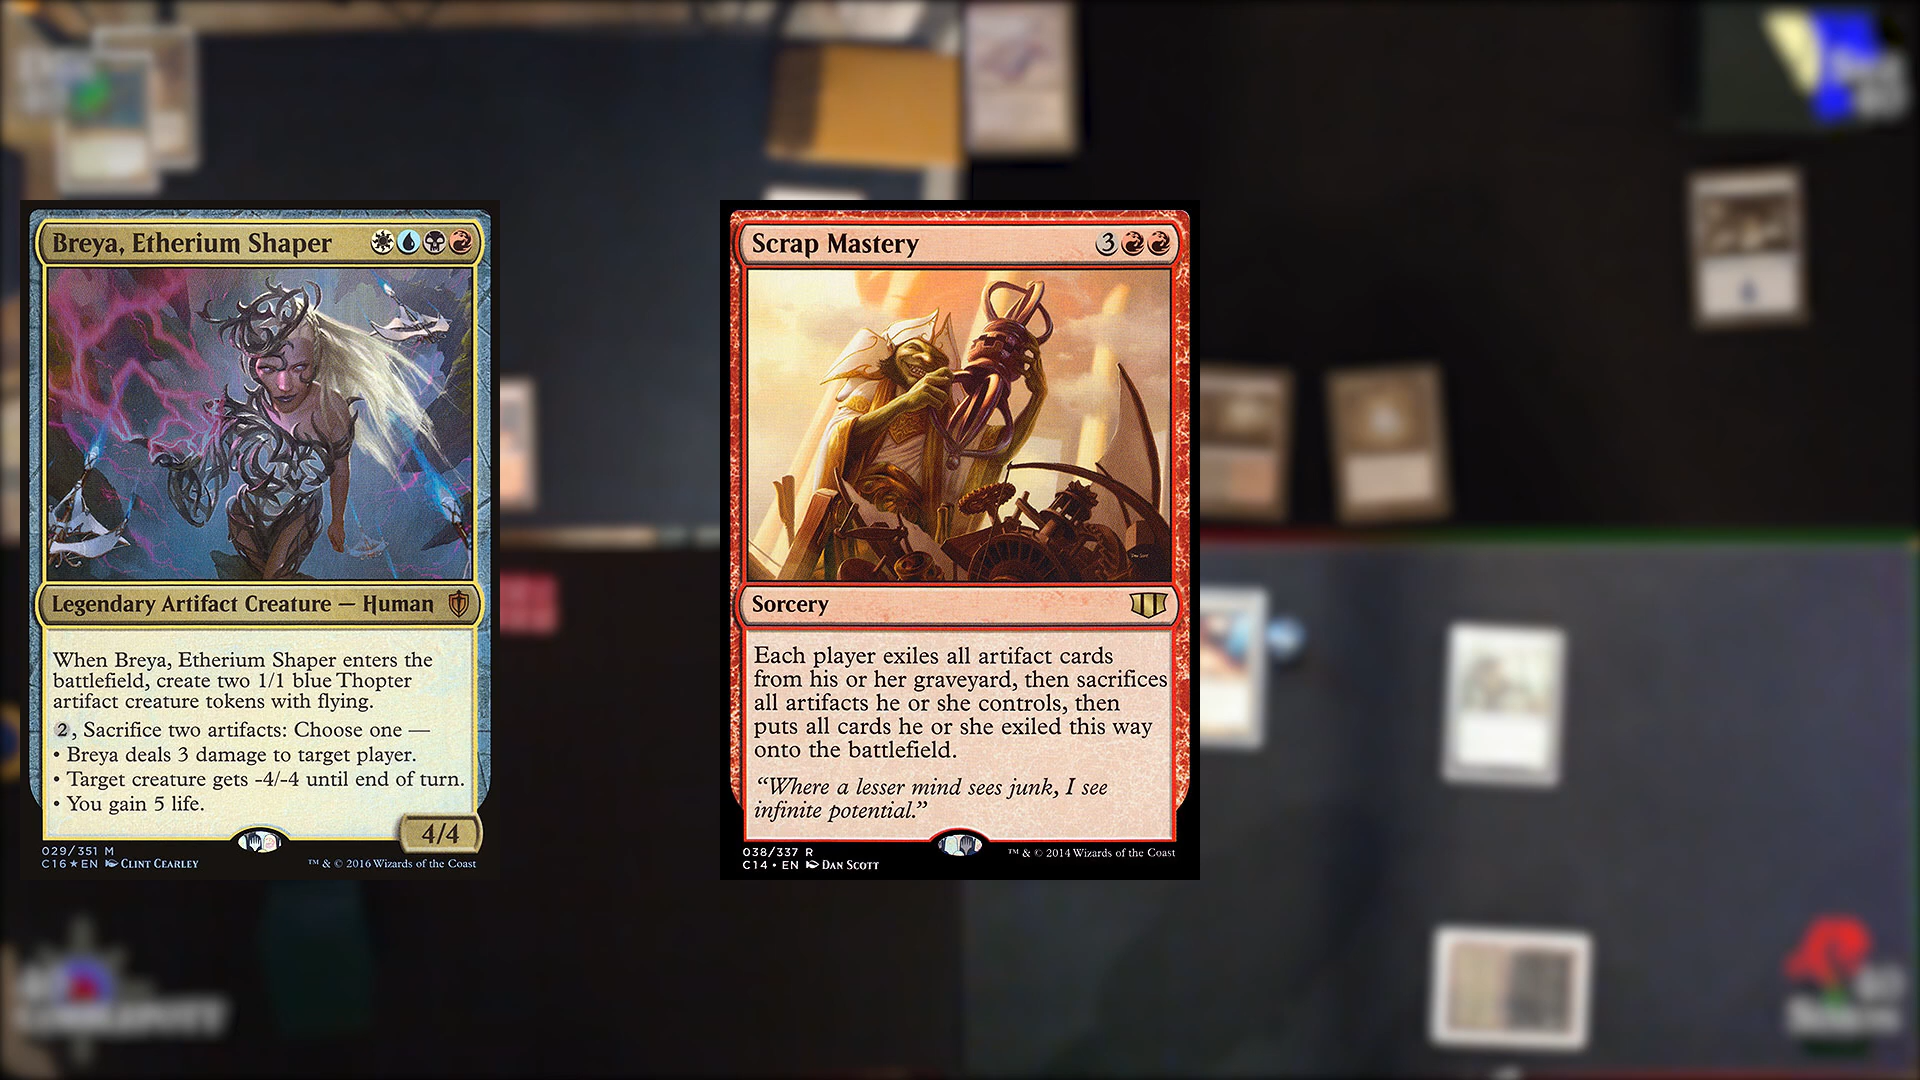 Breya, Etherium Shaper
Legendary Artifact Creature — Human
When Breya, Etherium Shaper enters the
battlefield, create two 1/1 blue Thopter
artifact creature tokens with flying.
2, Sacrifice two artifacts: Choose one —
• Breya deals 3 damage to target player.
• Target creature gets -4/-4 until end of turn.
• You gain 5 life.
4/4
029/351 M
C16★EN Clint Cearley
™ & © 2016 Wizards of the Coast
Scrap Mastery 3
Sorcery
Each player exiles all artifact cards
from his or her graveyard, then sacrifices
all artifacts he or she controls, then
puts all cards he or she exiled this way
onto the battlefield.
“Where a lesser mind sees junk, I see
infinite potential.”
038/337 R
C14 • EN Dan Scott
™ & © 2014 Wizards of the Coast